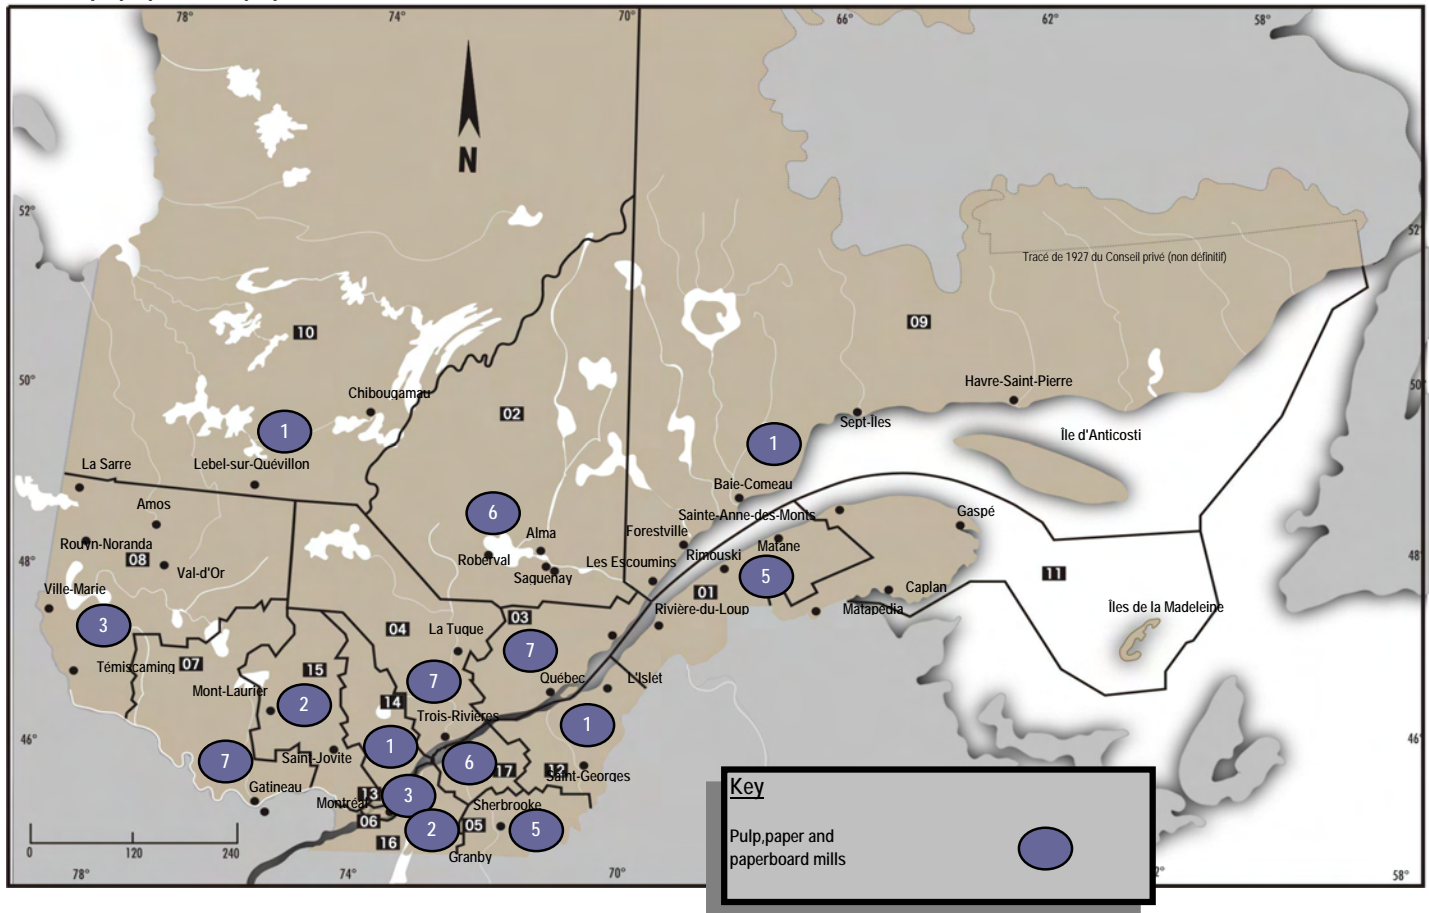 78°
74°
70°
66°
62°
58°
N
52°
52°
Tracé de 1927 du Conseil privé (non définitif)
10
09
50°
50
Chibougamau
Havre-Saint-Pierre
02
Sept-Îles
1
1
Île d'Anticosti
La Sarre
Lebel-sur-Quévillon
Baie-Comeau
Amos
6
Sainte-Anne-des-Monts
Gaspé
Alma
Forestville
Rouyn-Noranda
Matane
Rimouski
48°
48°
08
Roberval
Les Escoumins
Val-d'Or
Saguenay
5
11
Ville-Marie
01
Caplan
Rivière-du-Loup
Matapédia
Îles de la Madeleine
3
03
04
La Tuque
7
Témiscaming
07
15
7
Québec
L'Islet
Mont-Laurier
2
14
Trois-Rivières
1
46°
46°
1
Saint-Jovite
7
6
17
12
Saint-Georges
Gatineau
13
3
Montréal
Sherbrooke
06
2
05
5
16
Granby
0
120
240
78°
74°
70°
2°
58°
Key
Pulp,paper and
paperboard mills